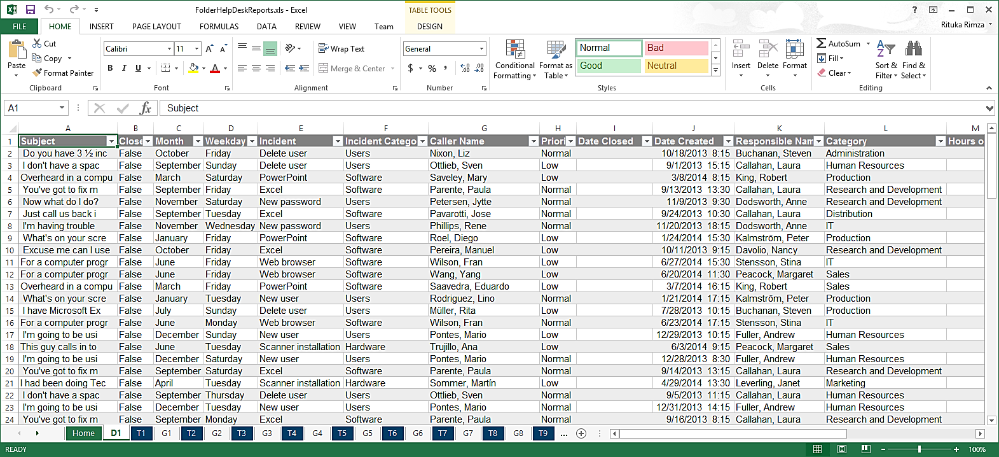 FolderHelpDeskReports.xls - Excel
TABLE TOOLS
?
FILE HOME INSERT PAGE LAYOUT FORMULAS DATA REVIEW VIEW Team DESIGN Rituka Rimza
Paste
Cut
Copy
Format Painter
Clipboard
Calibri 11
B I U
Font
Wrap Text
Merge & Center
Alignment
General
$ % ,
Number
Conditional Formatting
Format as Table
Normal Bad
Good Neutral
Styles
Insert Delete Format
Cells
AutoSum
Fill
Clear
Sort & Filter
Find & Select
Editing
A1 fx Subject
A B C D E F G H I J K L M
1 Subject Close Month Weekday Incident Incident Catego Caller Name Priori Date Closed Date Created Responsible Nam Category Hours o
2 Do you have 3 ½ inc False October Friday Delete user Users Nixon, Liz Normal 10/18/2013 8:15 Buchanan, Steven Administration
3 I don't have a spac False September Sunday Delete user Users Ottlieb, Sven Low 9/1/2013 15:15 Callahan, Laura Human Resources
4 Overheard in a compu False March Saturday PowerPoint Software Saveley, Mary Low 3/8/2014 8:15 King, Robert Production
5 You've got to fix m False September Friday Excel Software Parente, Paula Normal 9/13/2013 13:30 Callahan, Laura Research and Development
6 Now what do I do? False November Saturday New password Users Petersen, Jytte Normal 11/9/2013 9:30 Dodsworth, Anne Research and Development
7 Just call us back i False September Tuesday Excel Software Pavarotti, Jose Normal 9/24/2013 10:30 Callahan, Laura Distribution
8 I'm having trouble False November Wednesday New password Users Phillips, Rene Normal 11/20/2013 18:15 Dodsworth, Anne IT
9 What's on your scre False January Friday PowerPoint Software Roel, Diego Low 1/24/2014 15:30 Kalmström, Peter Production
10 Excuse me can I use False October Friday Excel Software Pereira, Manuel Low 10/11/2013 9:15 Davolio, Nancy Research and Development
11 For a computer progr False June Friday Web browser Software Wilson, Fran Low 6/27/2014 15:30 Stensson, Stina IT
12 For a computer progr False June Friday Web browser Software Wang, Yang Low 6/20/2014 11:30 Peacock, Margaret Sales
13 Overheard in a compu False March Friday PowerPoint Software Saavedra, Eduardo Low 3/7/2014 16:15 King, Robert Sales
14 What's on your scre False January Tuesday New user Users Rodriguez, Lino Normal 1/21/2014 17:15 Kalmström, Peter Production
15 I have Microsoft Ex False July Sunday Delete user Users Müller, Rita Low 7/28/2013 10:15 Buchanan, Steven Production
16 For a computer progr False June Monday Web browser Software Wilson, Fran Normal 6/23/2014 17:15 Stensson, Stina IT
17 I'm going to be usi False December Sunday New user Users Pontes, Mario Low 12/29/2013 10:15 Fuller, Andrew Human Resources
18 This guy calls in to False June Tuesday Scanner installation Hardware Trujillo, Ana Low 6/3/2014 9:15 Peacock, Margaret Sales
19 I'm going to be usi False December Saturday New user Users Pontes, Mario Normal 12/28/2013 8:30 Fuller, Andrew Human Resources
20 You've got to fix m False September Saturday Excel Software Parente, Paula Normal 9/14/2013 13:15 Callahan, Laura Research and Development
21 I had been doing Tec False April Tuesday Scanner installation Hardware Sommer, Martín Low 4/29/2014 13:30 Leverling, Janet Marketing
22 I don't have a spac False September Thursday Delete user Users Ottlieb, Sven Normal 9/5/2013 11:15 Callahan, Laura Human Resources
23 I'm going to be usi False December Tuesday New user Users Pontes, Mario Normal 12/31/2013 14:15 Fuller, Andrew Human Resources
24 You've got to fix m False September Monday Excel Software Parente, Paula Normal 9/16/2013 8:15 Callahan, Laura Research and Development
Home D1 T1 G1 T2 G2 T3 G3 T4 G4 T5 G5 T6 G6 T7 G7 T8 G8 T9 ...
READY 100%